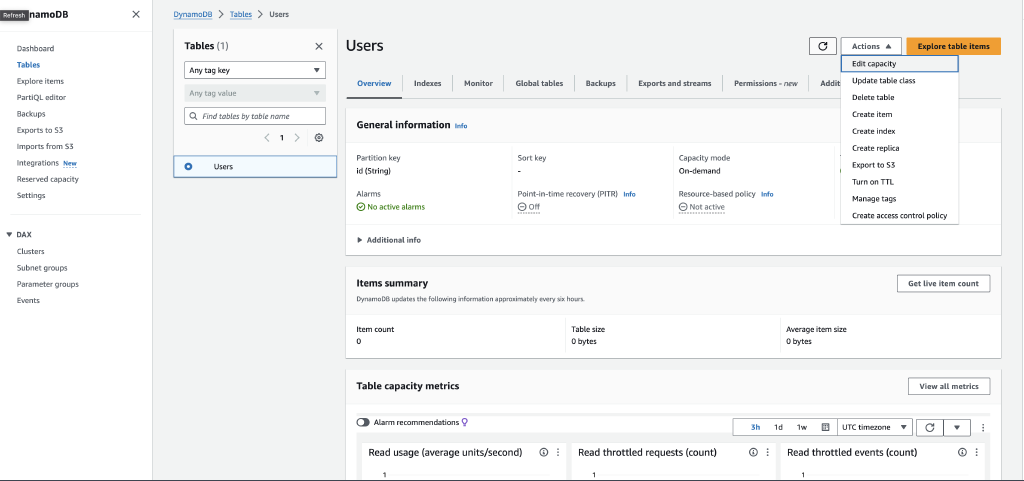 Refresh
namoDB
Dashboard
Tables
Explore items
PartiQL editor
Backups
Exports to S3
Imports from S3
Integrations New
Reserved capacity
Settings
DAX
Clusters
Subnet groups
Parameter groups
Events
DynamoDB > Tables > Users
Tables (1)
Any tag key
Any tag value
Find tables by table name
1
Users
Users
Actions
Explore table items
Edit capacity
Update table class
Delete table
Create item
Create index
Create replica
Export to S3
Turn on TTL
Manage tags
Create access control policy
Overview
Indexes
Monitor
Global tables
Backups
Exports and streams
Permissions - new
Addit
General information Info
Partition key
id (String)
Sort key
-
Capacity mode
On-demand
Alarms
No active alarms
Point-in-time recovery (PITR) Info
Off
Resource-based policy Info
Not active
Additional info
Items summary
Get live item count
DynamoDB updates the following information approximately every six hours.
Item count
0
Table size
0 bytes
Average item size
0 bytes
Table capacity metrics
View all metrics
Alarm recommendations
3h 1d 1w
UTC timezone
Read usage (average units/second)
1
Read throttled requests (count)
1
Read throttled events (count)
1